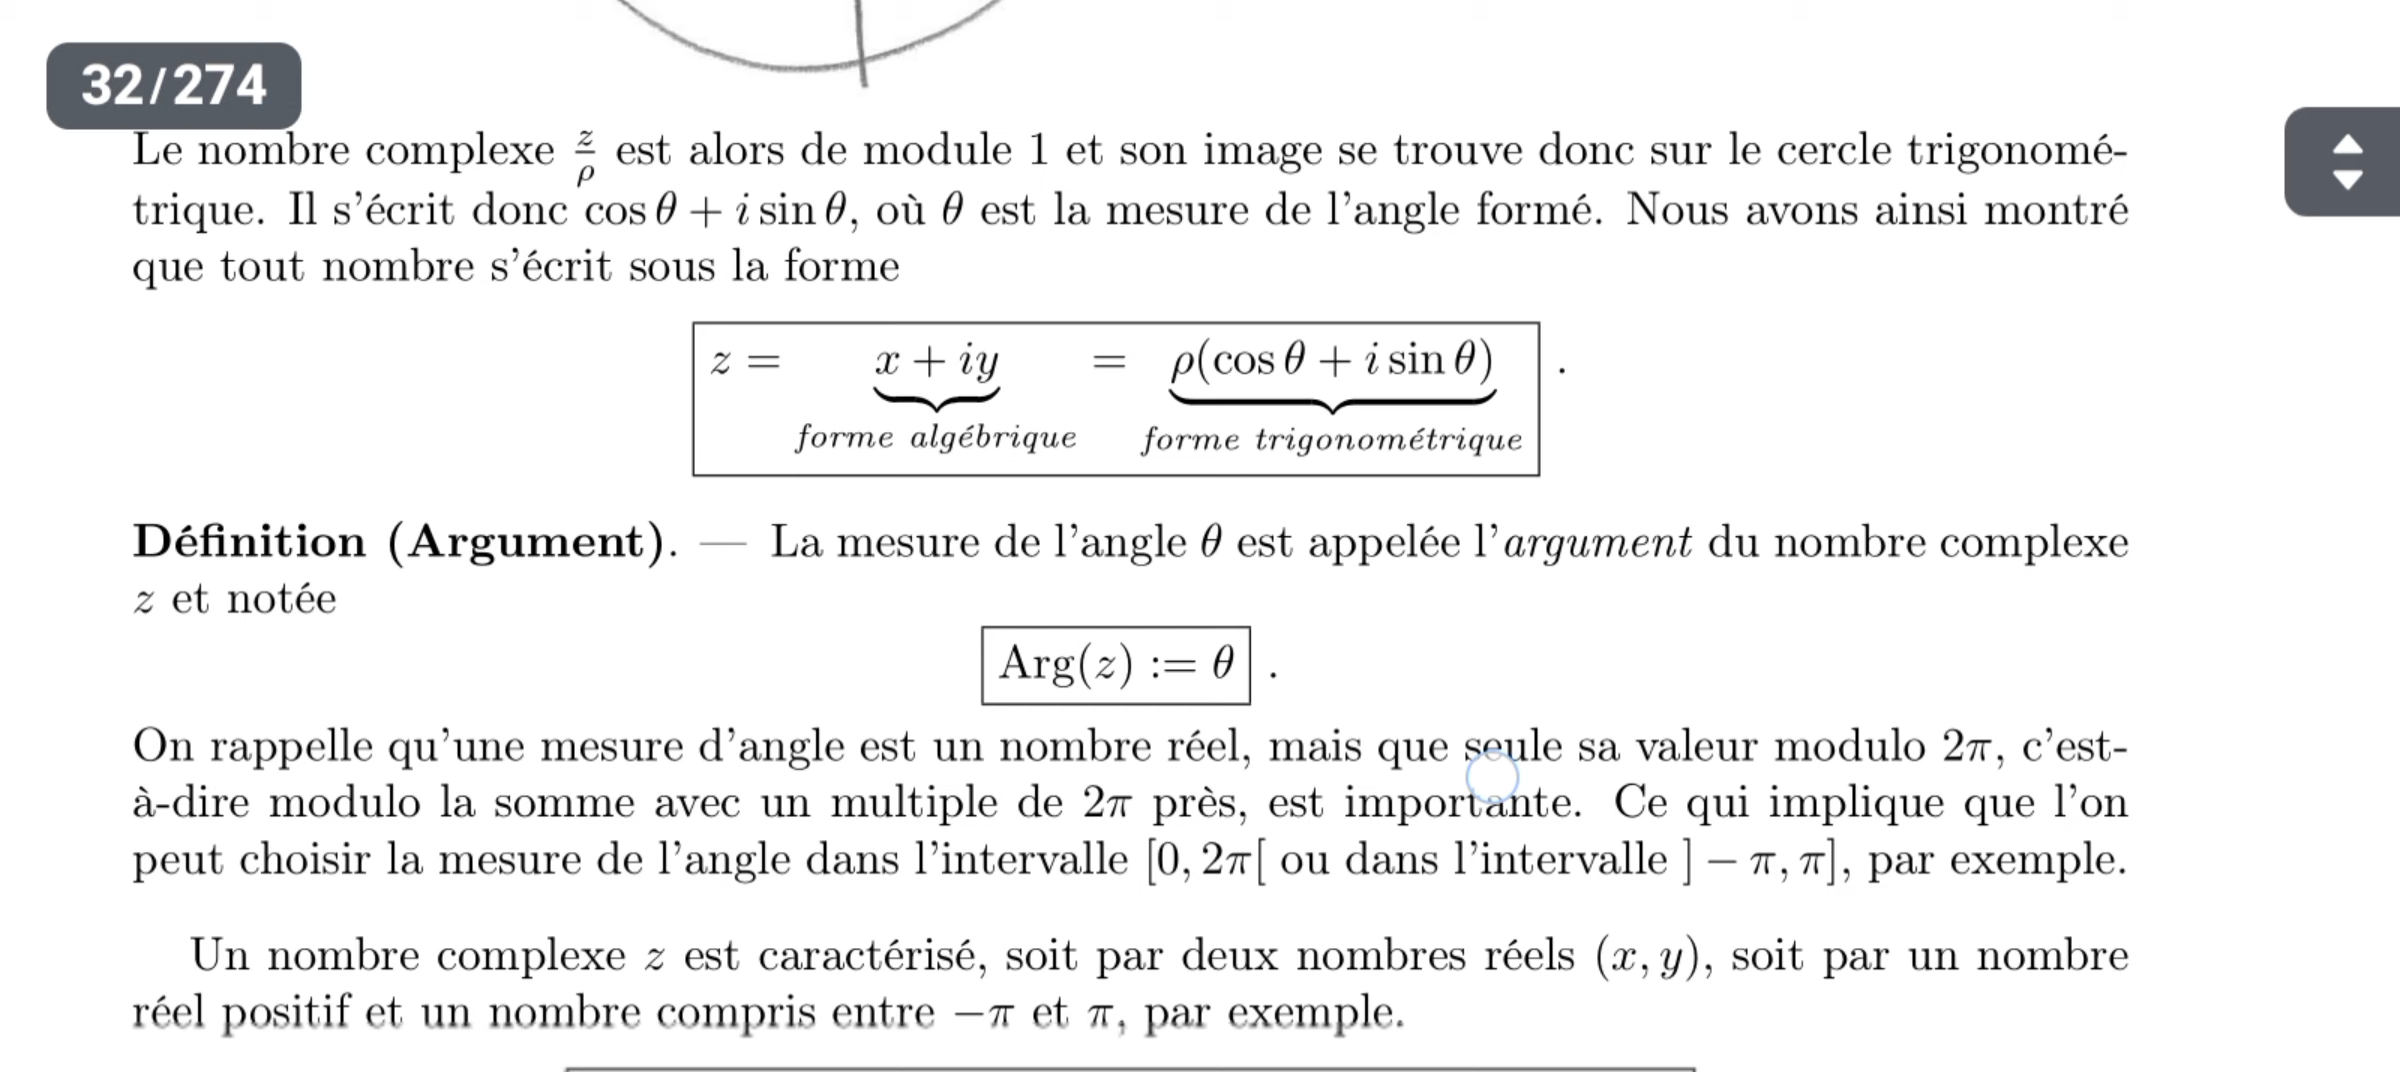 32/274
Le nombre complexe z/ρ est alors de module 1 et son image se trouve donc sur le cercle trigonomé-
trique. Il s'écrit donc cos θ + i sin θ, où θ est la mesure de l'angle formé. Nous avons ainsi montré
que tout nombre s'écrit sous la forme
z = x + iy = ρ(cos θ + i sin θ) .
forme algébrique forme trigonométrique
Définition (Argument). — La mesure de l'angle θ est appelée l'argument du nombre complexe
z et notée
Arg(z) := θ .
On rappelle qu'une mesure d'angle est un nombre réel, mais que seule sa valeur modulo 2π, c'est-
à-dire modulo la somme avec un multiple de 2π près, est importante. Ce qui implique que l'on
peut choisir la mesure de l'angle dans l'intervalle [0, 2π[ ou dans l'intervalle ] − π, π], par exemple.
Un nombre complexe z est caractérisé, soit par deux nombres réels (x, y), soit par un nombre
réel positif et un nombre compris entre −π et π, par exemple.